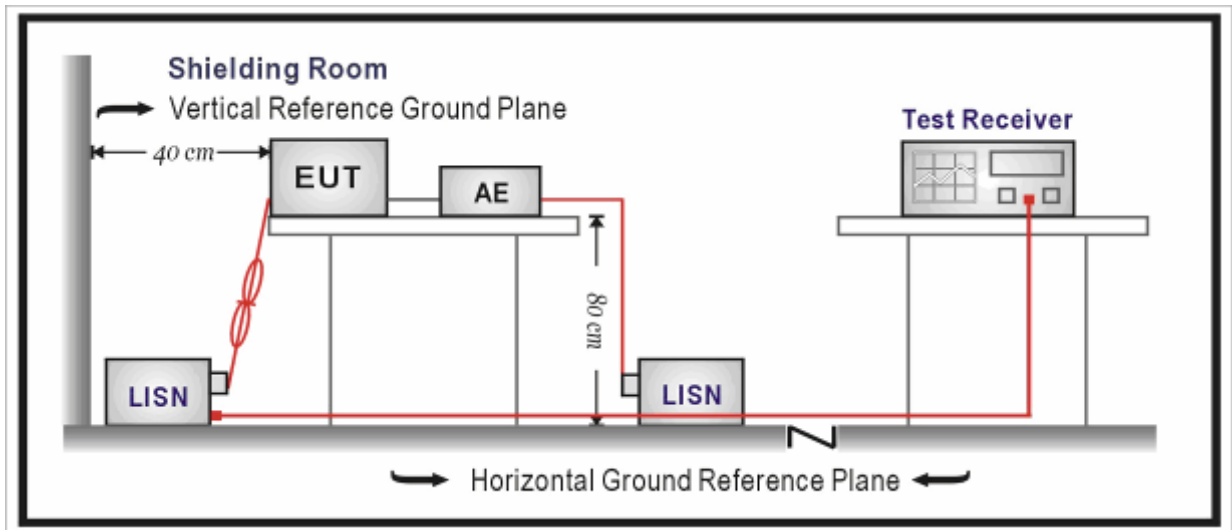 Shielding Room
Vertical Reference Ground Plane
40 cm
EUT
AE
Test Receiver
80 cm
LISN
LISN
Horizontal Ground Reference Plane